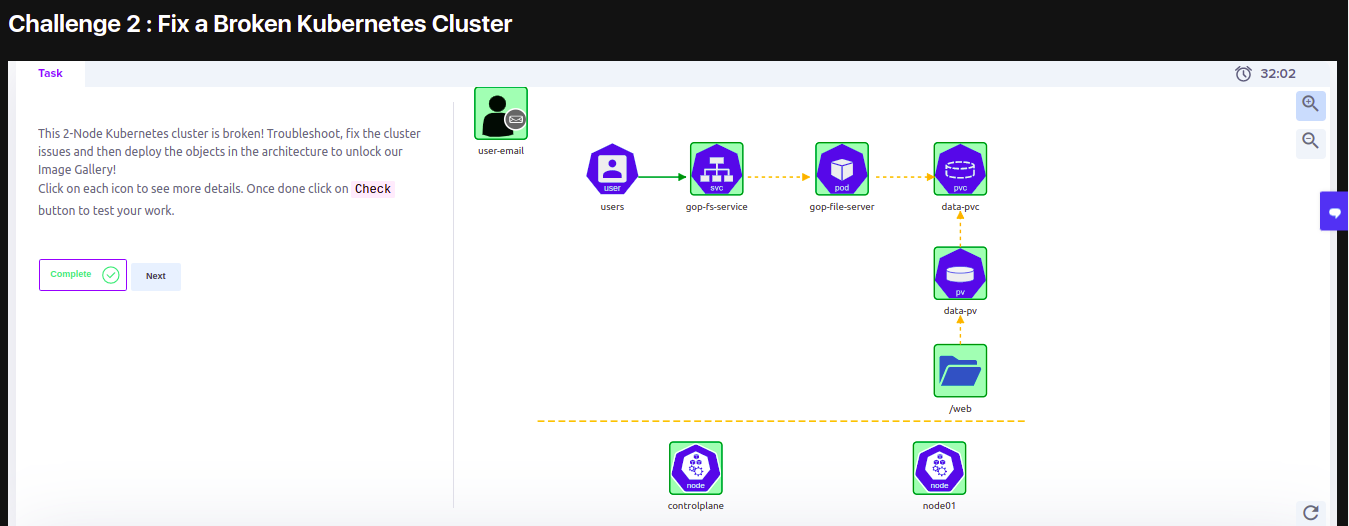 Challenge 2 : Fix a Broken Kubernetes Cluster
Task
32:02
This 2-Node Kubernetes cluster is broken! Troubleshoot, fix the cluster
issues and then deploy the objects in the architecture to unlock our
Image Gallery!
Click on each icon to see more details. Once done click on Check
button to test your work.
Complete
Next
user-email
user
users
svc
gop-fs-service
pod
gop-file-server
pvc
data-pvc
pv
data-pv
/web
node
controlplane
node
node01